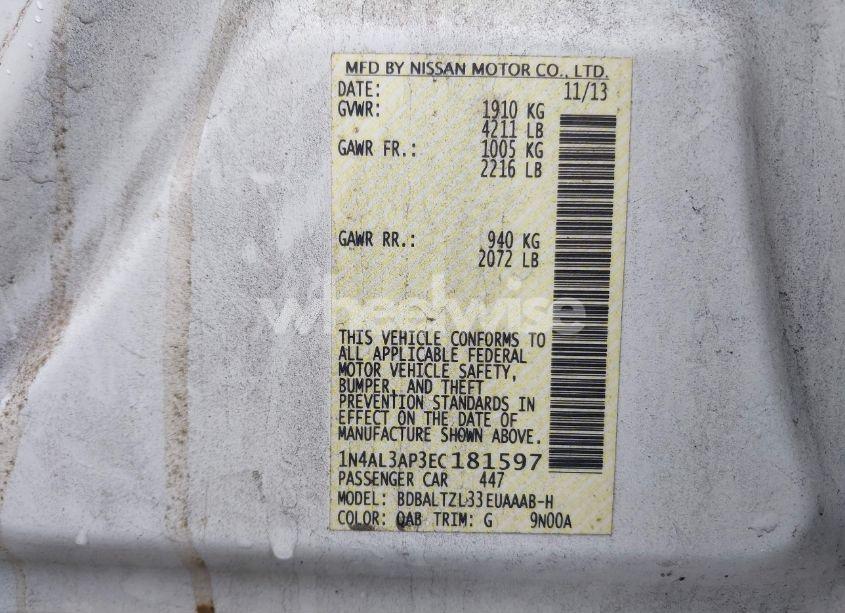 MFD BY NISSAN MOTOR CO., LTD.
DATE: 11/13
GVWR: 1910 KG
4211 LB
GAWR FR.: 1005 KG
2216 LB
GAWR RR.: 940 KG
2072 LB
wheelwise
THIS VEHICLE CONFORMS TO
ALL APPLICABLE FEDERAL
MOTOR VEHICLE SAFETY,
BUMPER, AND THEFT
PREVENTION STANDARDS IN
EFFECT ON THE DATE OF
MANUFACTURE SHOWN ABOVE.
1N4AL3AP3EC181597
PASSENGER CAR 447
MODEL: BDBALTZL33EUAAAB-H
COLOR: QAB TRIM: G 9N00A